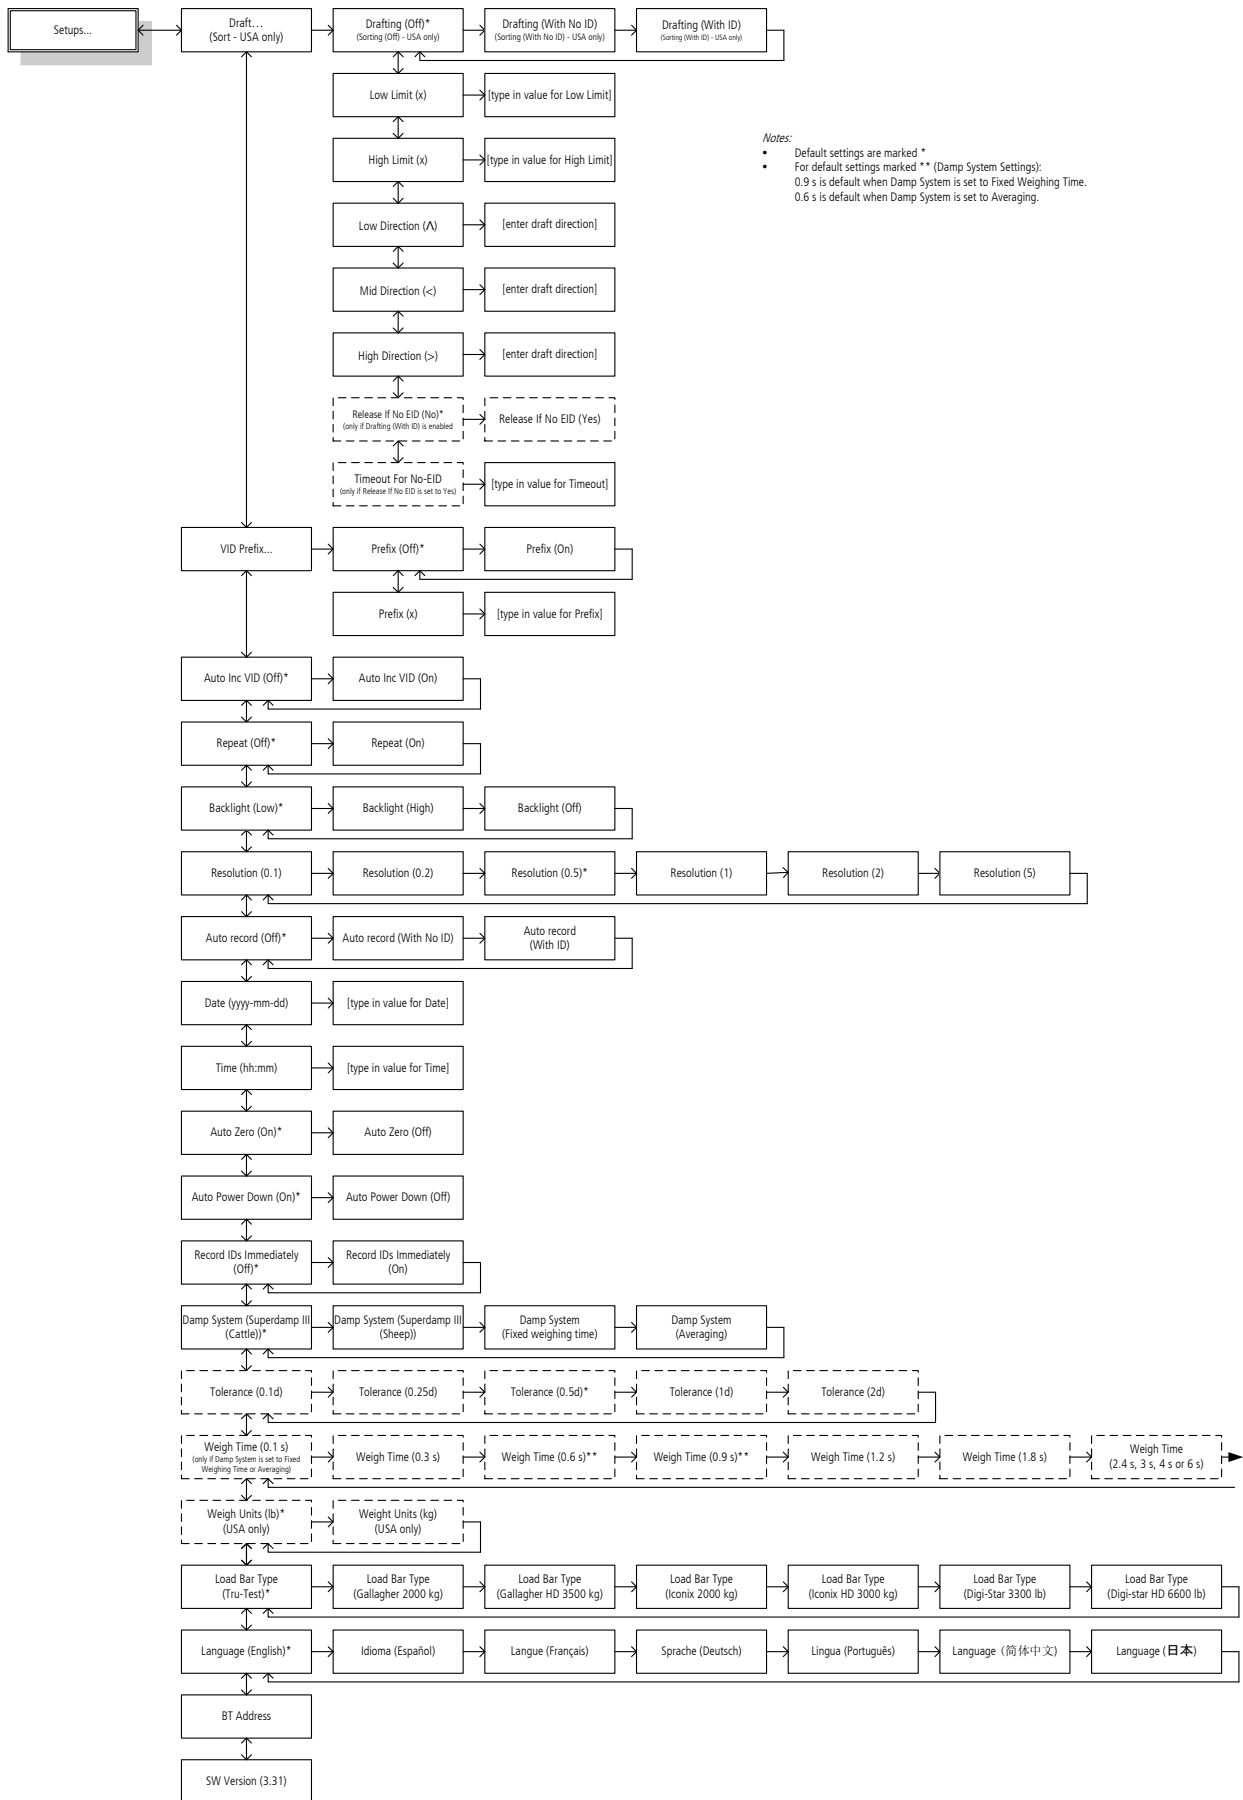 Setups...
Draft…
(Sort - USA only)
Drafting (Off)*
(Sorting (Off) - USA only)
Drafting (With No ID)
(Sorting (With No ID) - USA only)
Drafting (With ID)
(Sorting (With ID) - USA only)
Low Limit (x)
[type in value for Low Limit]
High Limit (x)
[type in value for High Limit]
Notes:
• Default settings are marked *
• For default settings marked ** (Damp System Settings):
0.9 s is default when Damp System is set to Fixed Weighing Time.
0.6 s is default when Damp System is set to Averaging.
Low Direction (Λ)
[enter draft direction]
Mid Direction (<)
[enter draft direction]
High Direction (>)
[enter draft direction]
Release If No EID (No)*
(only if Drafting (With ID) is enabled
Release If No EID (Yes)
Timeout For No-EID
(only if Release If No EID is set to Yes)
[type in value for Timeout]
VID Prefix...
Prefix (Off)*
Prefix (On)
Prefix (x)
[type in value for Prefix]
Auto Inc VID (Off)*
Auto Inc VID (On)
Repeat (Off)*
Repeat (On)
Backlight (Low)*
Backlight (High)
Backlight (Off)
Resolution (0.1)
Resolution (0.2)
Resolution (0.5)*
Resolution (1)
Resolution (2)
Resolution (5)
Auto record (Off)*
Auto record (With No ID)
Auto record
(With ID)
Date (yyyy-mm-dd)
[type in value for Date]
Time (hh:mm)
[type in value for Time]
Auto Zero (On)*
Auto Zero (Off)
Auto Power Down (On)*
Auto Power Down (Off)
Record IDs Immediately
(Off)*
Record IDs Immediately
(On)
Damp System (Superdamp III
(Cattle))*
Damp System (Superdamp III
(Sheep))
Damp System
(Fixed weighing time)
Damp System
(Averaging)
Tolerance (0.1d)
Tolerance (0.25d)
Tolerance (0.5d)*
Tolerance (1d)
Tolerance (2d)
Weigh Time (0.1 s)
(only if Damp System is set to Fixed
Weighing Time or Averaging)
Weigh Time (0.3 s)
Weigh Time (0.6 s)**
Weigh Time (0.9 s)**
Weigh Time (1.2 s)
Weigh Time (1.8 s)
Weigh Time
(2.4 s, 3 s, 4 s or 6 s)
Weigh Units (lb)*
(USA only)
Weight Units (kg)
(USA only)
Load Bar Type
(Tru-Test)*
Load Bar Type
(Gallagher 2000 kg)
Load Bar Type
(Gallagher HD 3500 kg)
Load Bar Type
(Iconix 2000 kg)
Load Bar Type
(Iconix HD 3000 kg)
Load Bar Type
(Digi-Star 3300 lb)
Load Bar Type
(Digi-star HD 6600 lb)
Language (English)*
Idioma (Español)
Langue (Français)
Sprache (Deutsch)
Lingua (Português)
Language (简体中文)
Language (日本)
BT Address
SW Version (3.31)